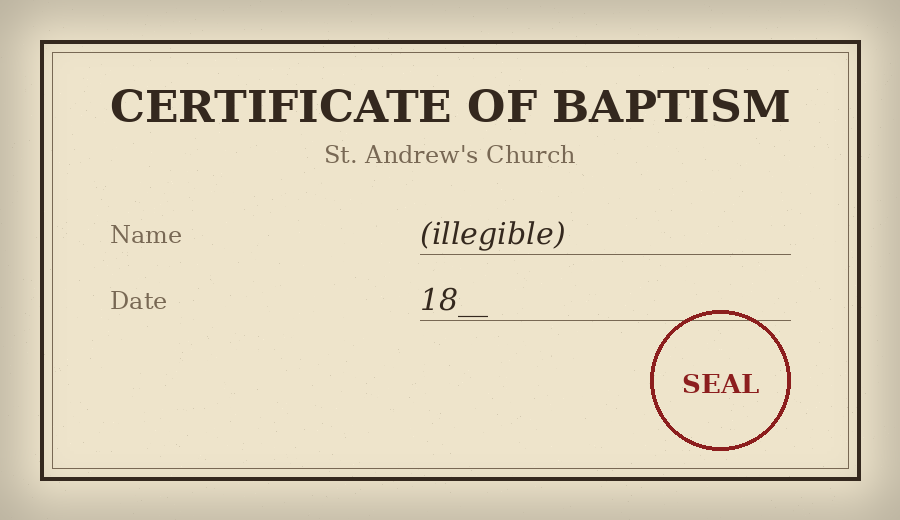 CERTIFICATE OF BAPTISM
St. Andrew's Church
Name (illegible)
Date 18__
SEAL